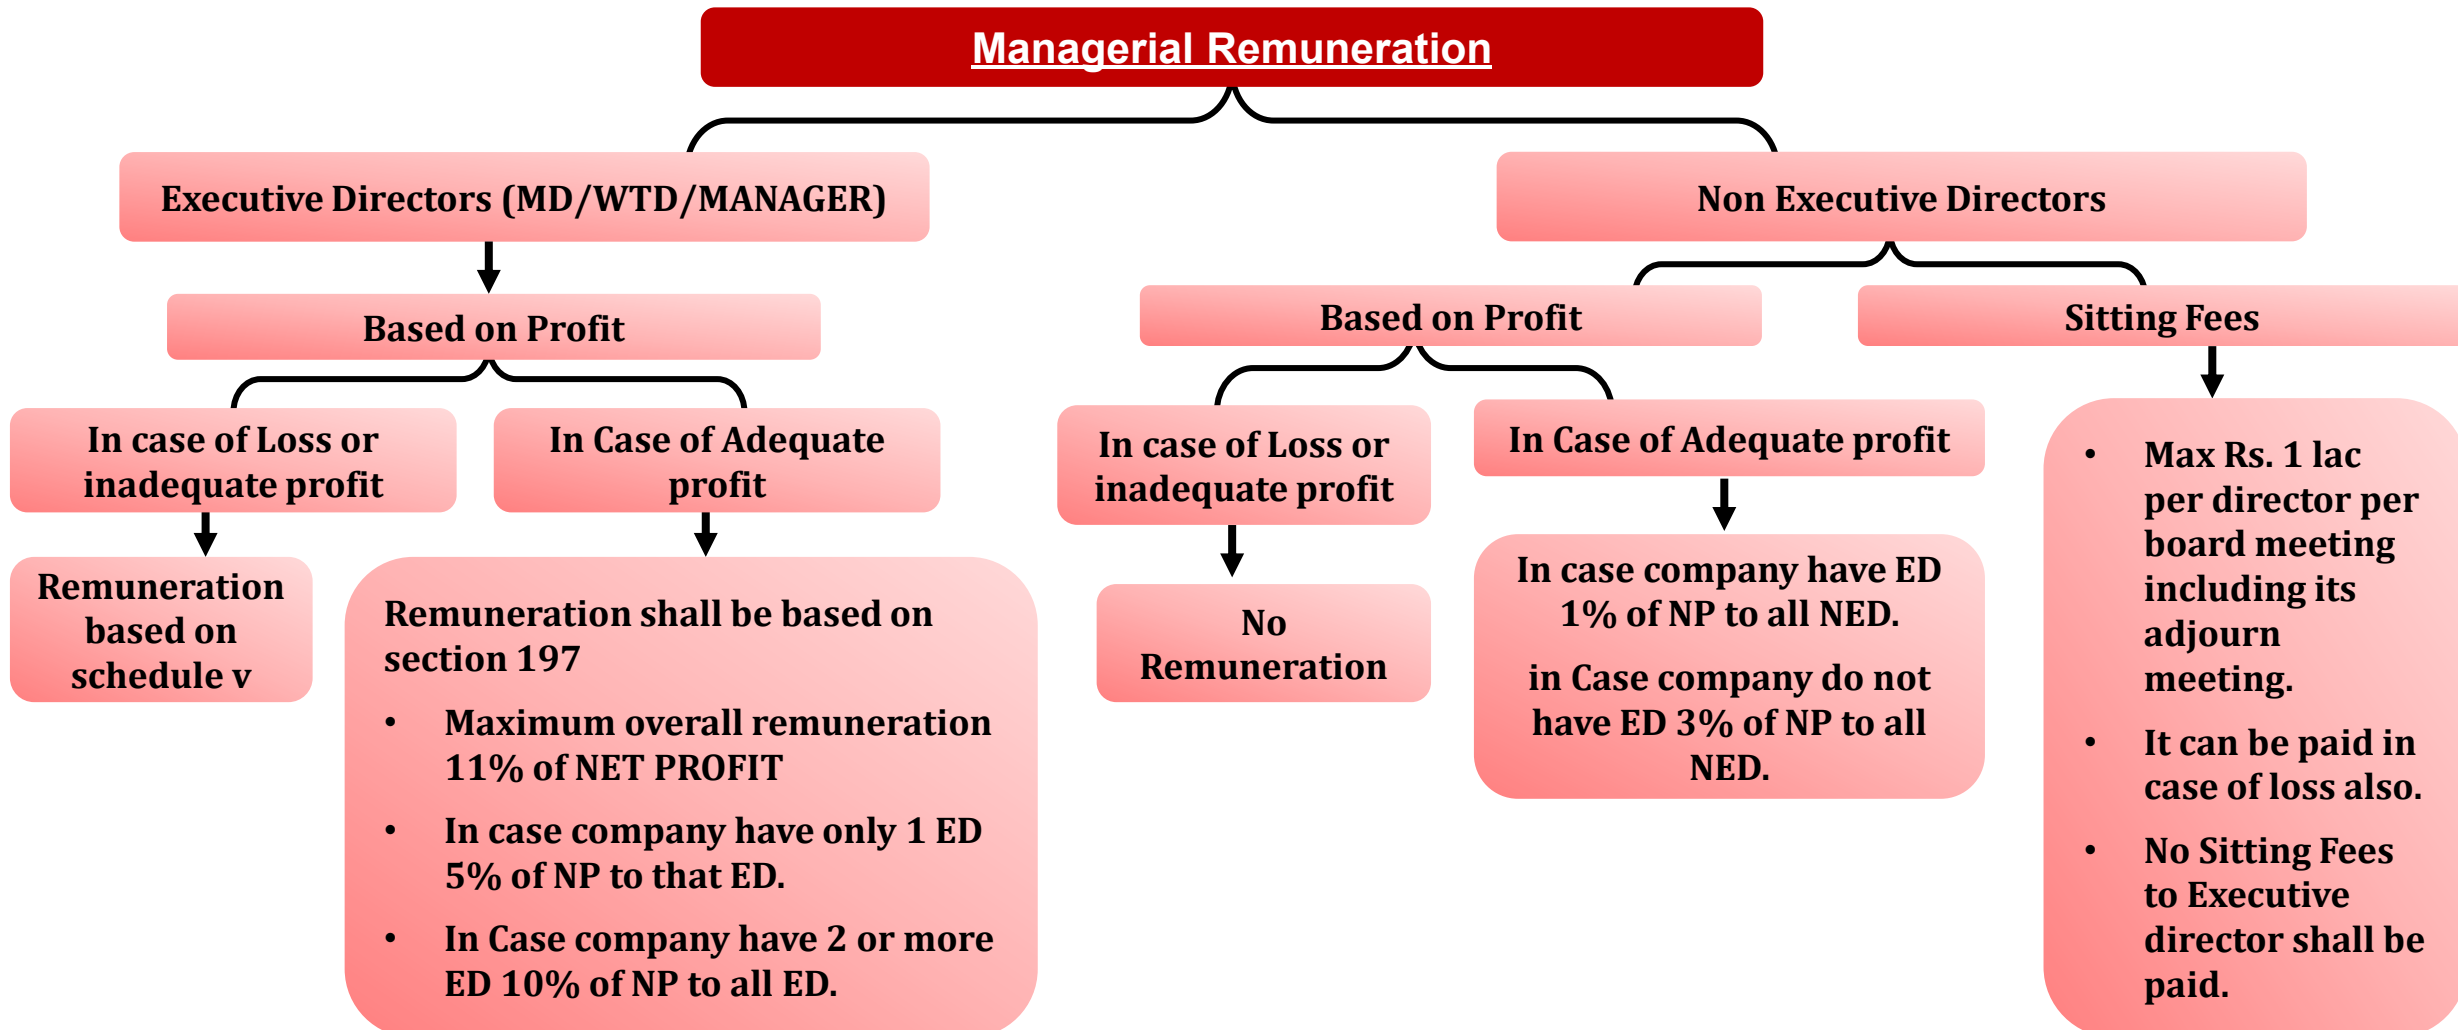 Managerial Remuneration
Executive Directors (MD/WTD/MANAGER)
Non Executive Directors
Based on Profit
Based on Profit
Sitting Fees
In case of Loss or
inadequate profit
In Case of Adequate
profit
In case of Loss or
inadequate profit
In Case of Adequate profit
Remuneration
based on
schedule v
Remuneration shall be based on
section 197
• Maximum overall remuneration
11% of NET PROFIT
• In case company have only 1 ED
5% of NP to that ED.
• In Case company have 2 or more
ED 10% of NP to all ED.
No
Remuneration
In case company have ED
1% of NP to all NED.
in Case company do not
have ED 3% of NP to all
NED.
• Max Rs. 1 lac
per director per
board meeting
including its
adjourn
meeting.
• It can be paid in
case of loss also.
• No Sitting Fees
to Executive
director shall be
paid.